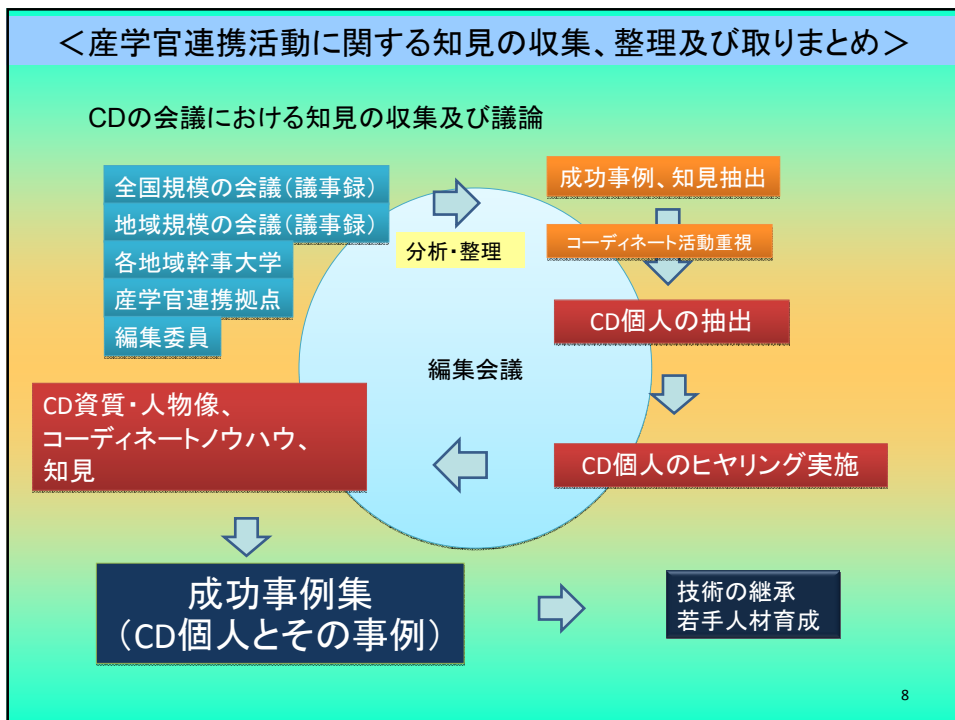 ＜産学官連携活動に関する知見の収集、整理及び取りまとめ＞
CDの会議における知見の収集及び議論
全国規模の会議（議事録）
地域規模の会議（議事録）
各地域幹事大学
産学官連携拠点
編集委員
分析・整理
成功事例、知見抽出
コーディネート活動重視
CD個人の抽出
編集会議
CD個人のヒヤリング実施
CD資質・人物像、
コーディネートノウハウ、
知見
成功事例集
（CD個人とその事例）
技術の継承
若手人材育成
8